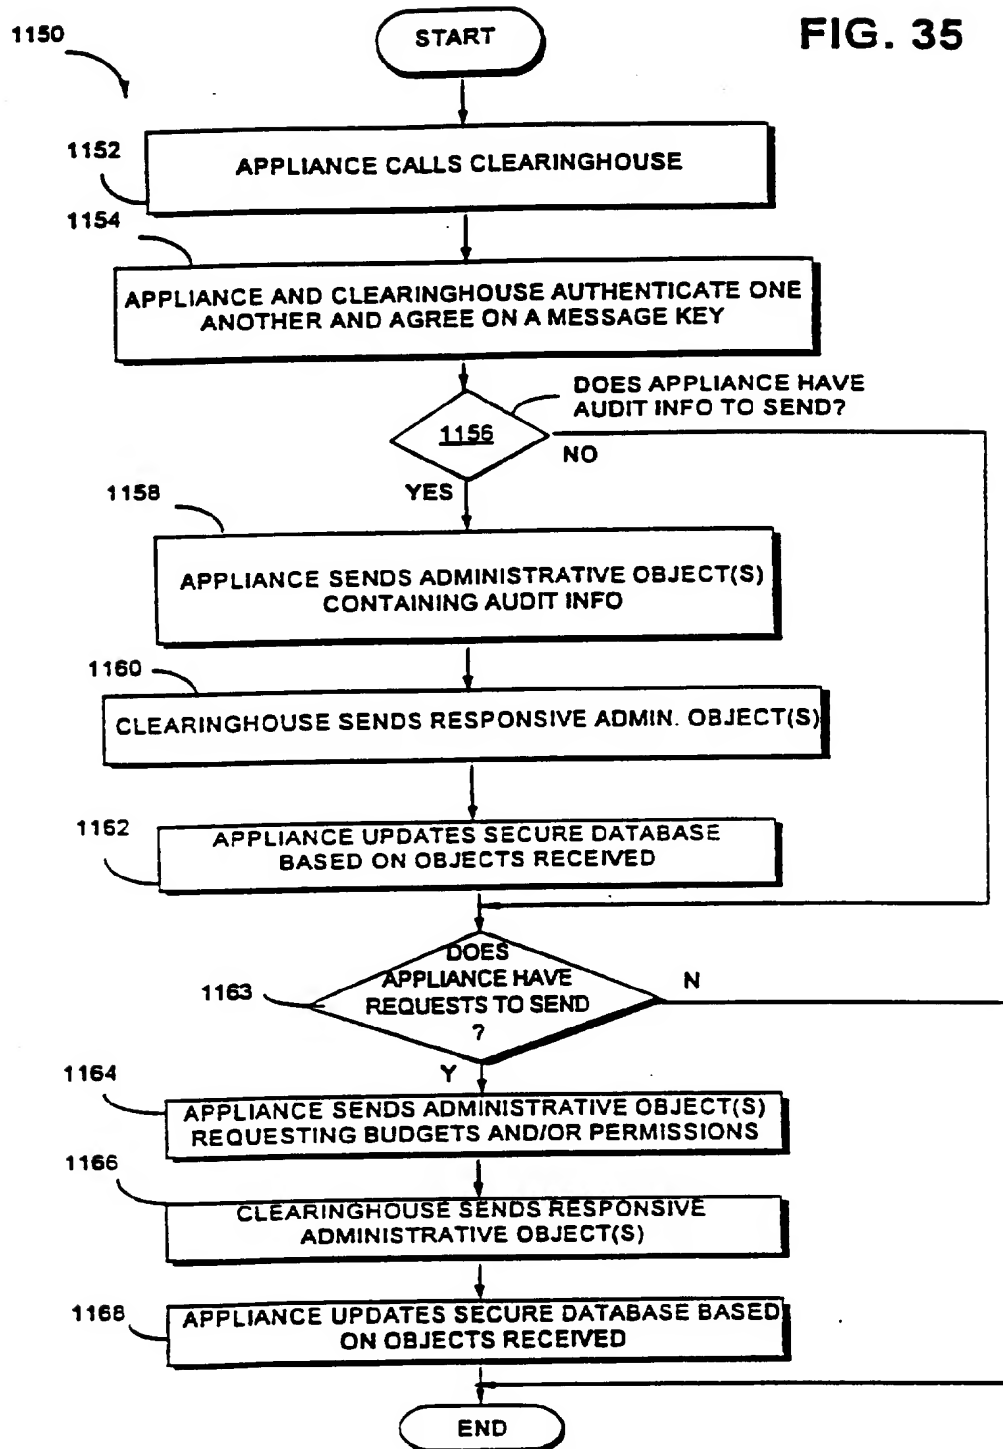 FIG. 35
1150
START
1152
APPLIANCE CALLS CLEARINGHOUSE
1154
APPLIANCE AND CLEARINGHOUSE AUTHENTICATE ONE
ANOTHER AND AGREE ON A MESSAGE KEY
DOES APPLIANCE HAVE
AUDIT INFO TO SEND?
1156
NO
YES
1158
APPLIANCE SENDS ADMINISTRATIVE OBJECT(S)
CONTAINING AUDIT INFO
1160
CLEARINGHOUSE SENDS RESPONSIVE ADMIN. OBJECT(S)
1162
APPLIANCE UPDATES SECURE DATABASE
BASED ON OBJECTS RECEIVED
1163
DOES
APPLIANCE HAVE
REQUESTS TO SEND
?
N
Y
1164
APPLIANCE SENDS ADMINISTRATIVE OBJECT(S)
REQUESTING BUDGETS AND/OR PERMISSIONS
1166
CLEARINGHOUSE SENDS RESPONSIVE
ADMINISTRATIVE OBJECT(S)
1168
APPLIANCE UPDATES SECURE DATABASE BASED
ON OBJECTS RECEIVED
END